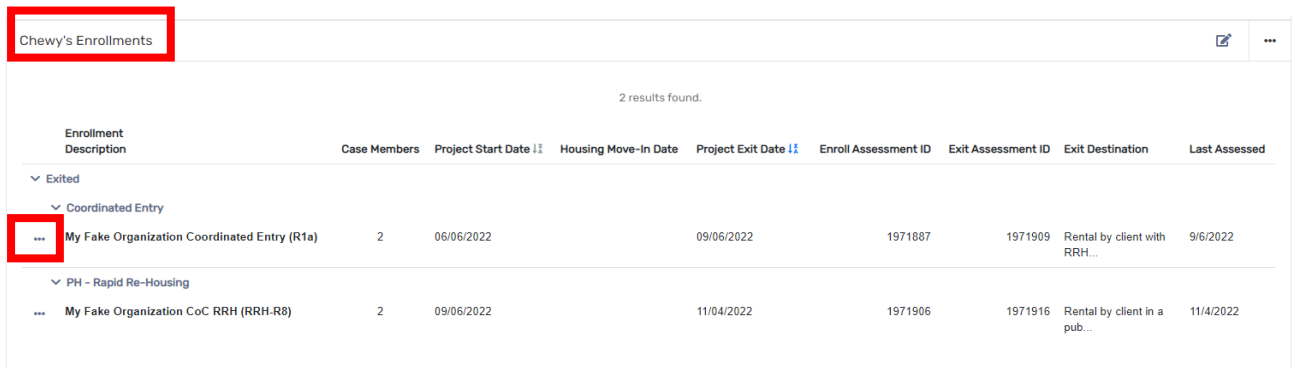 Chewy's Enrollments
•••
2 results found.
Enrollment Description Case Members Project Start Date Housing Move-In Date Project Exit Date Enroll Assessment ID Exit Assessment ID Exit Destination Last Assessed
Exited
Coordinated Entry
••• My Fake Organization Coordinated Entry (R1a) 2 06/06/2022 09/06/2022 1971887 1971909 Rental by client with 9/6/2022
RRH...
PH - Rapid Re-Housing
••• My Fake Organization CoC RRH (RRH-R8) 2 09/06/2022 11/04/2022 1971906 1971916 Rental by client in a 11/4/2022
pub...